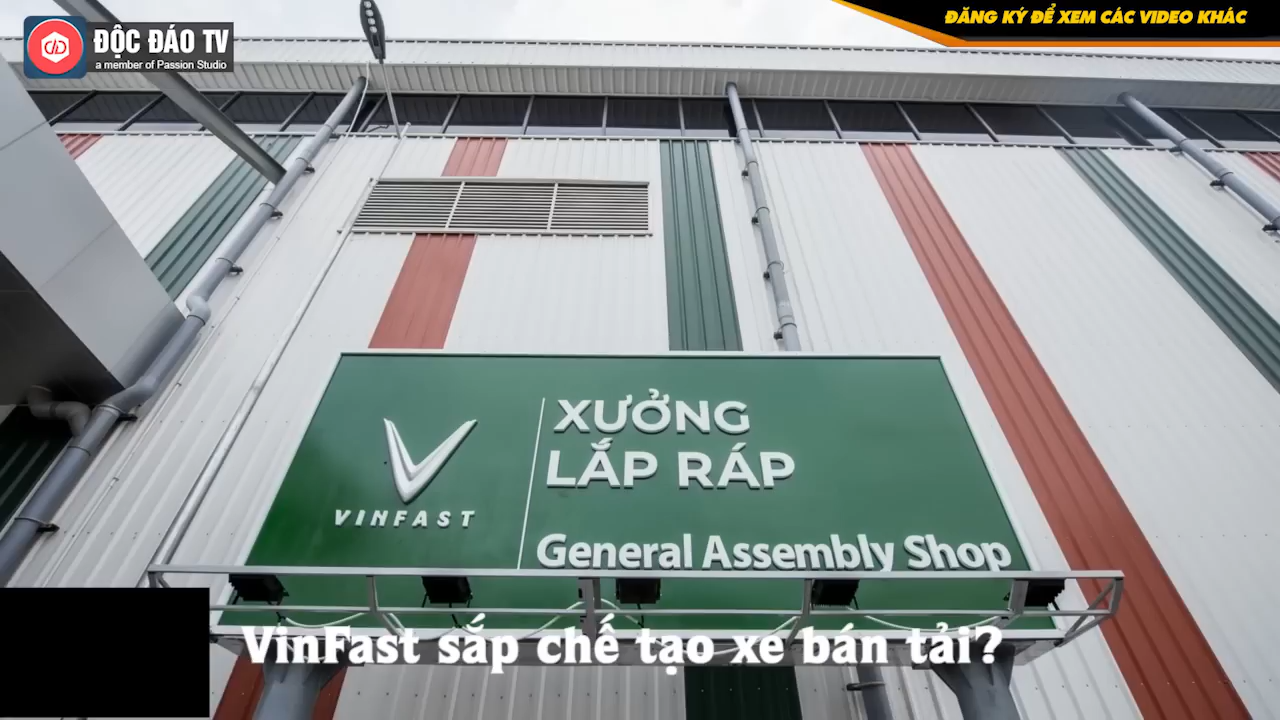 ĐỘC ĐÁO TV
a member of Passion Studio
ĐĂNG KÝ ĐỂ XEM CÁC VIDEO KHÁC
XƯỞNG
LẮP RÁP
VINFAST
General Assembly Shop
VinFast sắp chế tạo xe bán tải?